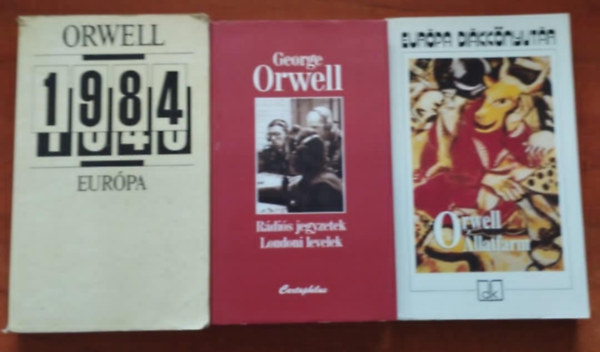 ORWELL
1984
EURÓPA
George
Orwell
Rádiós jegyzetek
Londoni levelek
Cartaphilus
EURÓPA DIÁKKÖNYVTÁR
Orwell
Állatfarm
dk